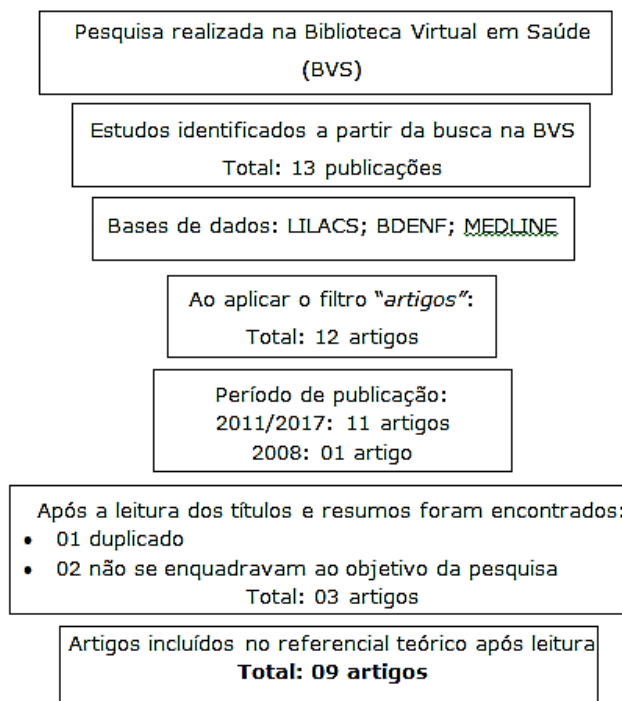 Pesquisa realizada na Biblioteca Virtual em Saúde
(BVS)
Estudos identificados a partir da busca na BVS
Total: 13 publicações
Bases de dados: LILACS; BDENF; MEDLINE
Ao aplicar o filtro “artigos”:
Total: 12 artigos
Período de publicação:
2011/2017: 11 artigos
2008: 01 artigo
Após a leitura dos títulos e resumos foram encontrados:
• 01 duplicado
• 02 não se enquadravam ao objetivo da pesquisa
Total: 03 artigos
Artigos incluídos no referencial teórico após leitura
Total: 09 artigos